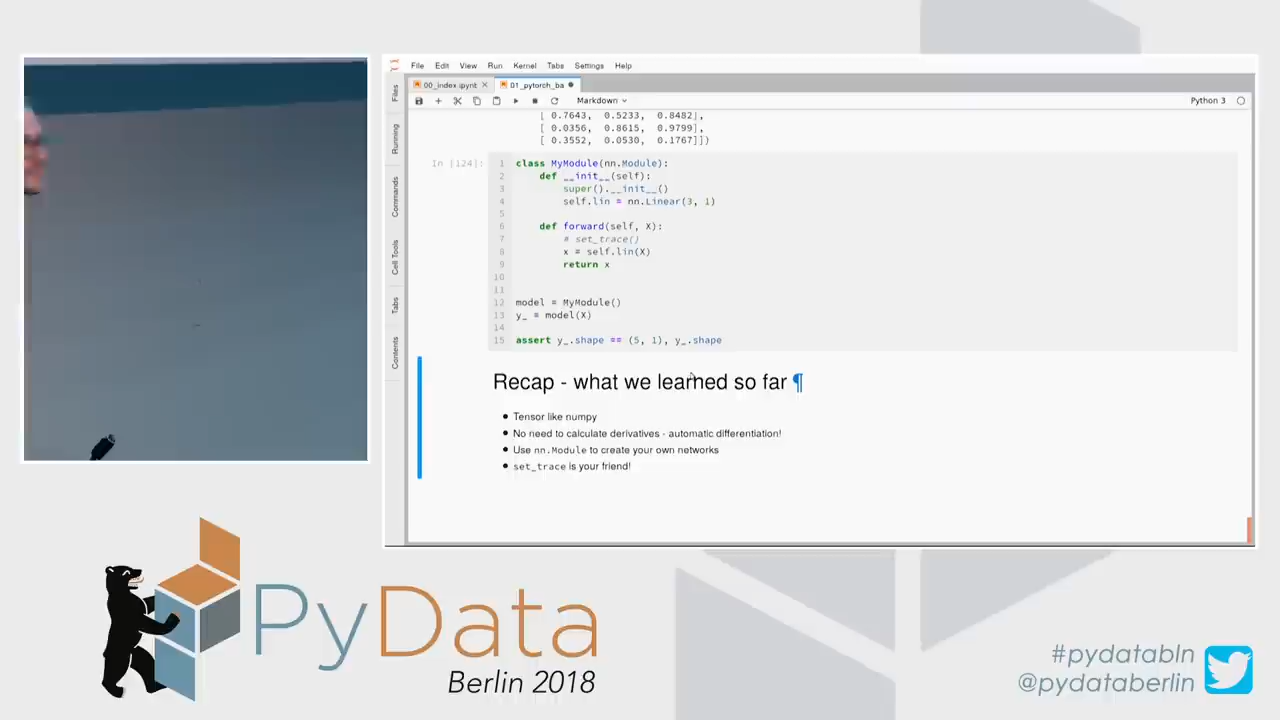 File Edit View Run Kernel Tabs Settings Help
00_index.ipynt × 01_pytorch_ba
Markdown
Python 3
Files
Running
Commands
Cell Tools
Tabs
Contents
[ 0.7643, 0.5233, 0.8482],
[ 0.0356, 0.8615, 0.9799],
[ 0.3552, 0.0530, 0.1767]])
In [124]:
1 class MyModule(nn.Module):
2 def __init__(self):
3 super().__init__()
4 self.lin = nn.Linear(3, 1)
5
6 def forward(self, X):
7 # set_trace()
8 x = self.lin(X)
9 return x
10
11
12 model = MyModule()
13 y_ = model(X)
14
15 assert y_.shape == (5, 1), y_.shape
Recap - what we learned so far ¶
• Tensor like numpy
• No need to calculate derivatives - automatic differentiation!
• Use nn.Module to create your own networks
• set_trace is your friend!
PyData
Berlin 2018
#pydatabln
@pydataberlin